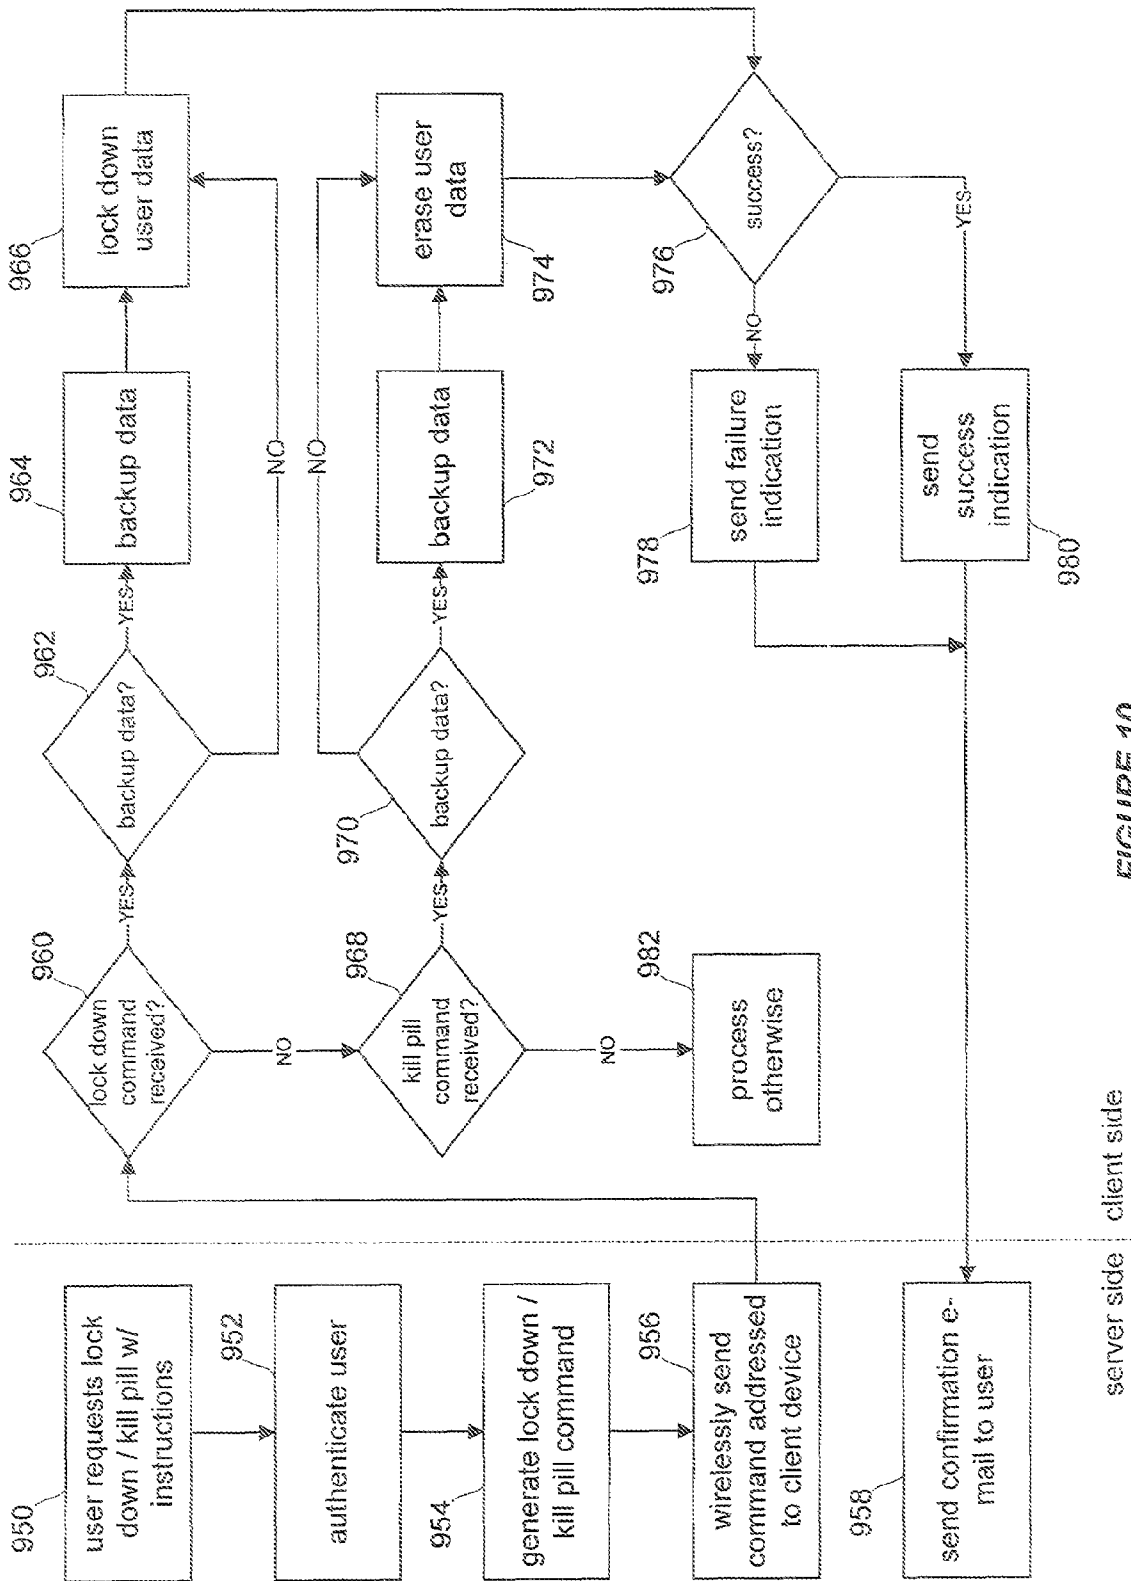 950
user requests lock
down / kill pill w/
instructions
952
authenticate user
954
generate lock down /
kill pill command
956
wirelessly send
command addressed
to client device
958
send confirmation e-
mail to user
server side
client side
960
lock down
command
received?
YES
NO
962
backup data?
YES
NO
964
backup data
966
lock down
user data
968
kill pill
command
received?
YES
NO
970
backup data?
YES
NO
972
backup data
974
erase user
data
976
success?
NO
YES
978
send failure
indication
980
send
success
indication
982
process
otherwise
FIGURE 10